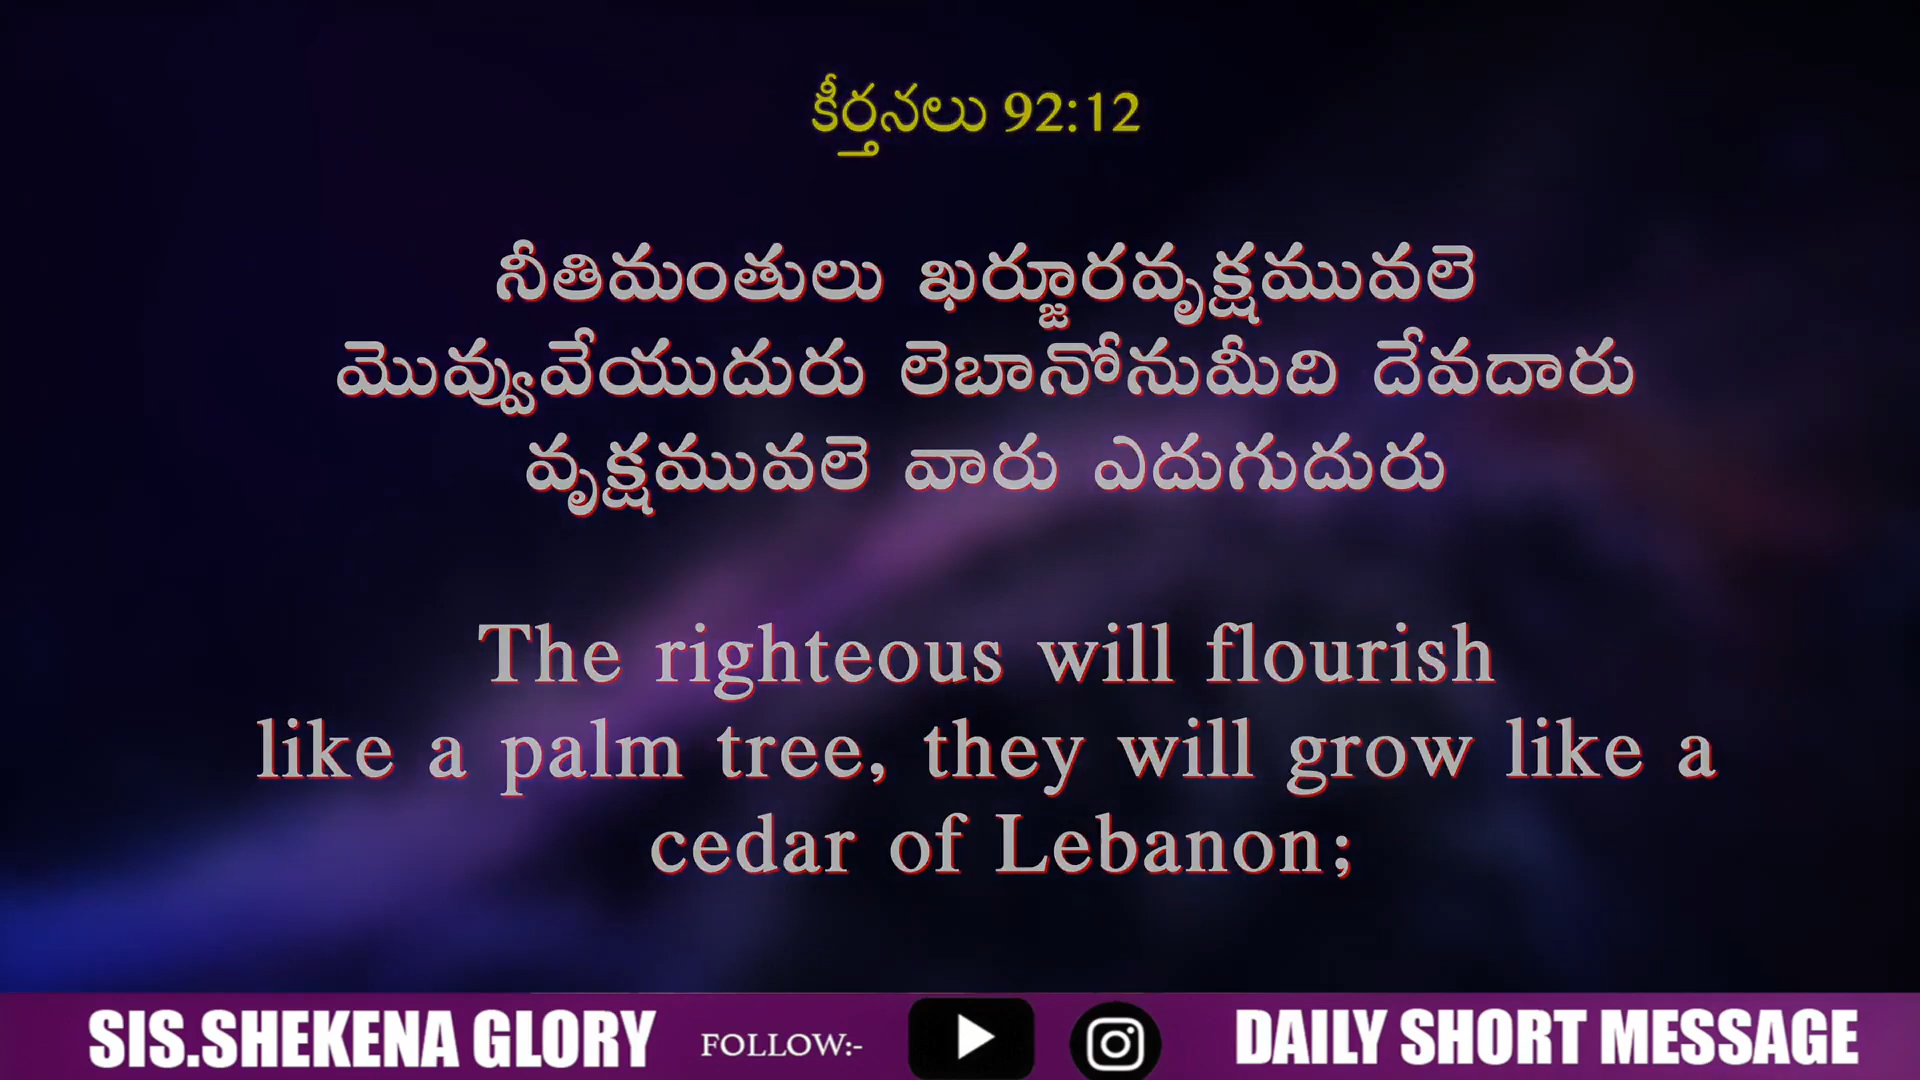 కీర్తనలు 92:12
నీతిమంతులు ఖర్జూరవృక్షమువలె
మొవ్వువేయుదురు లెబానోనుమీది దేవదారు
వృక్షమువలె వారు ఎదుగుదురు
The righteous will flourish
like a palm tree, they will grow like a
cedar of Lebanon;
SIS.SHEKENA GLORY FOLLOW:- DAILY SHORT MESSAGE